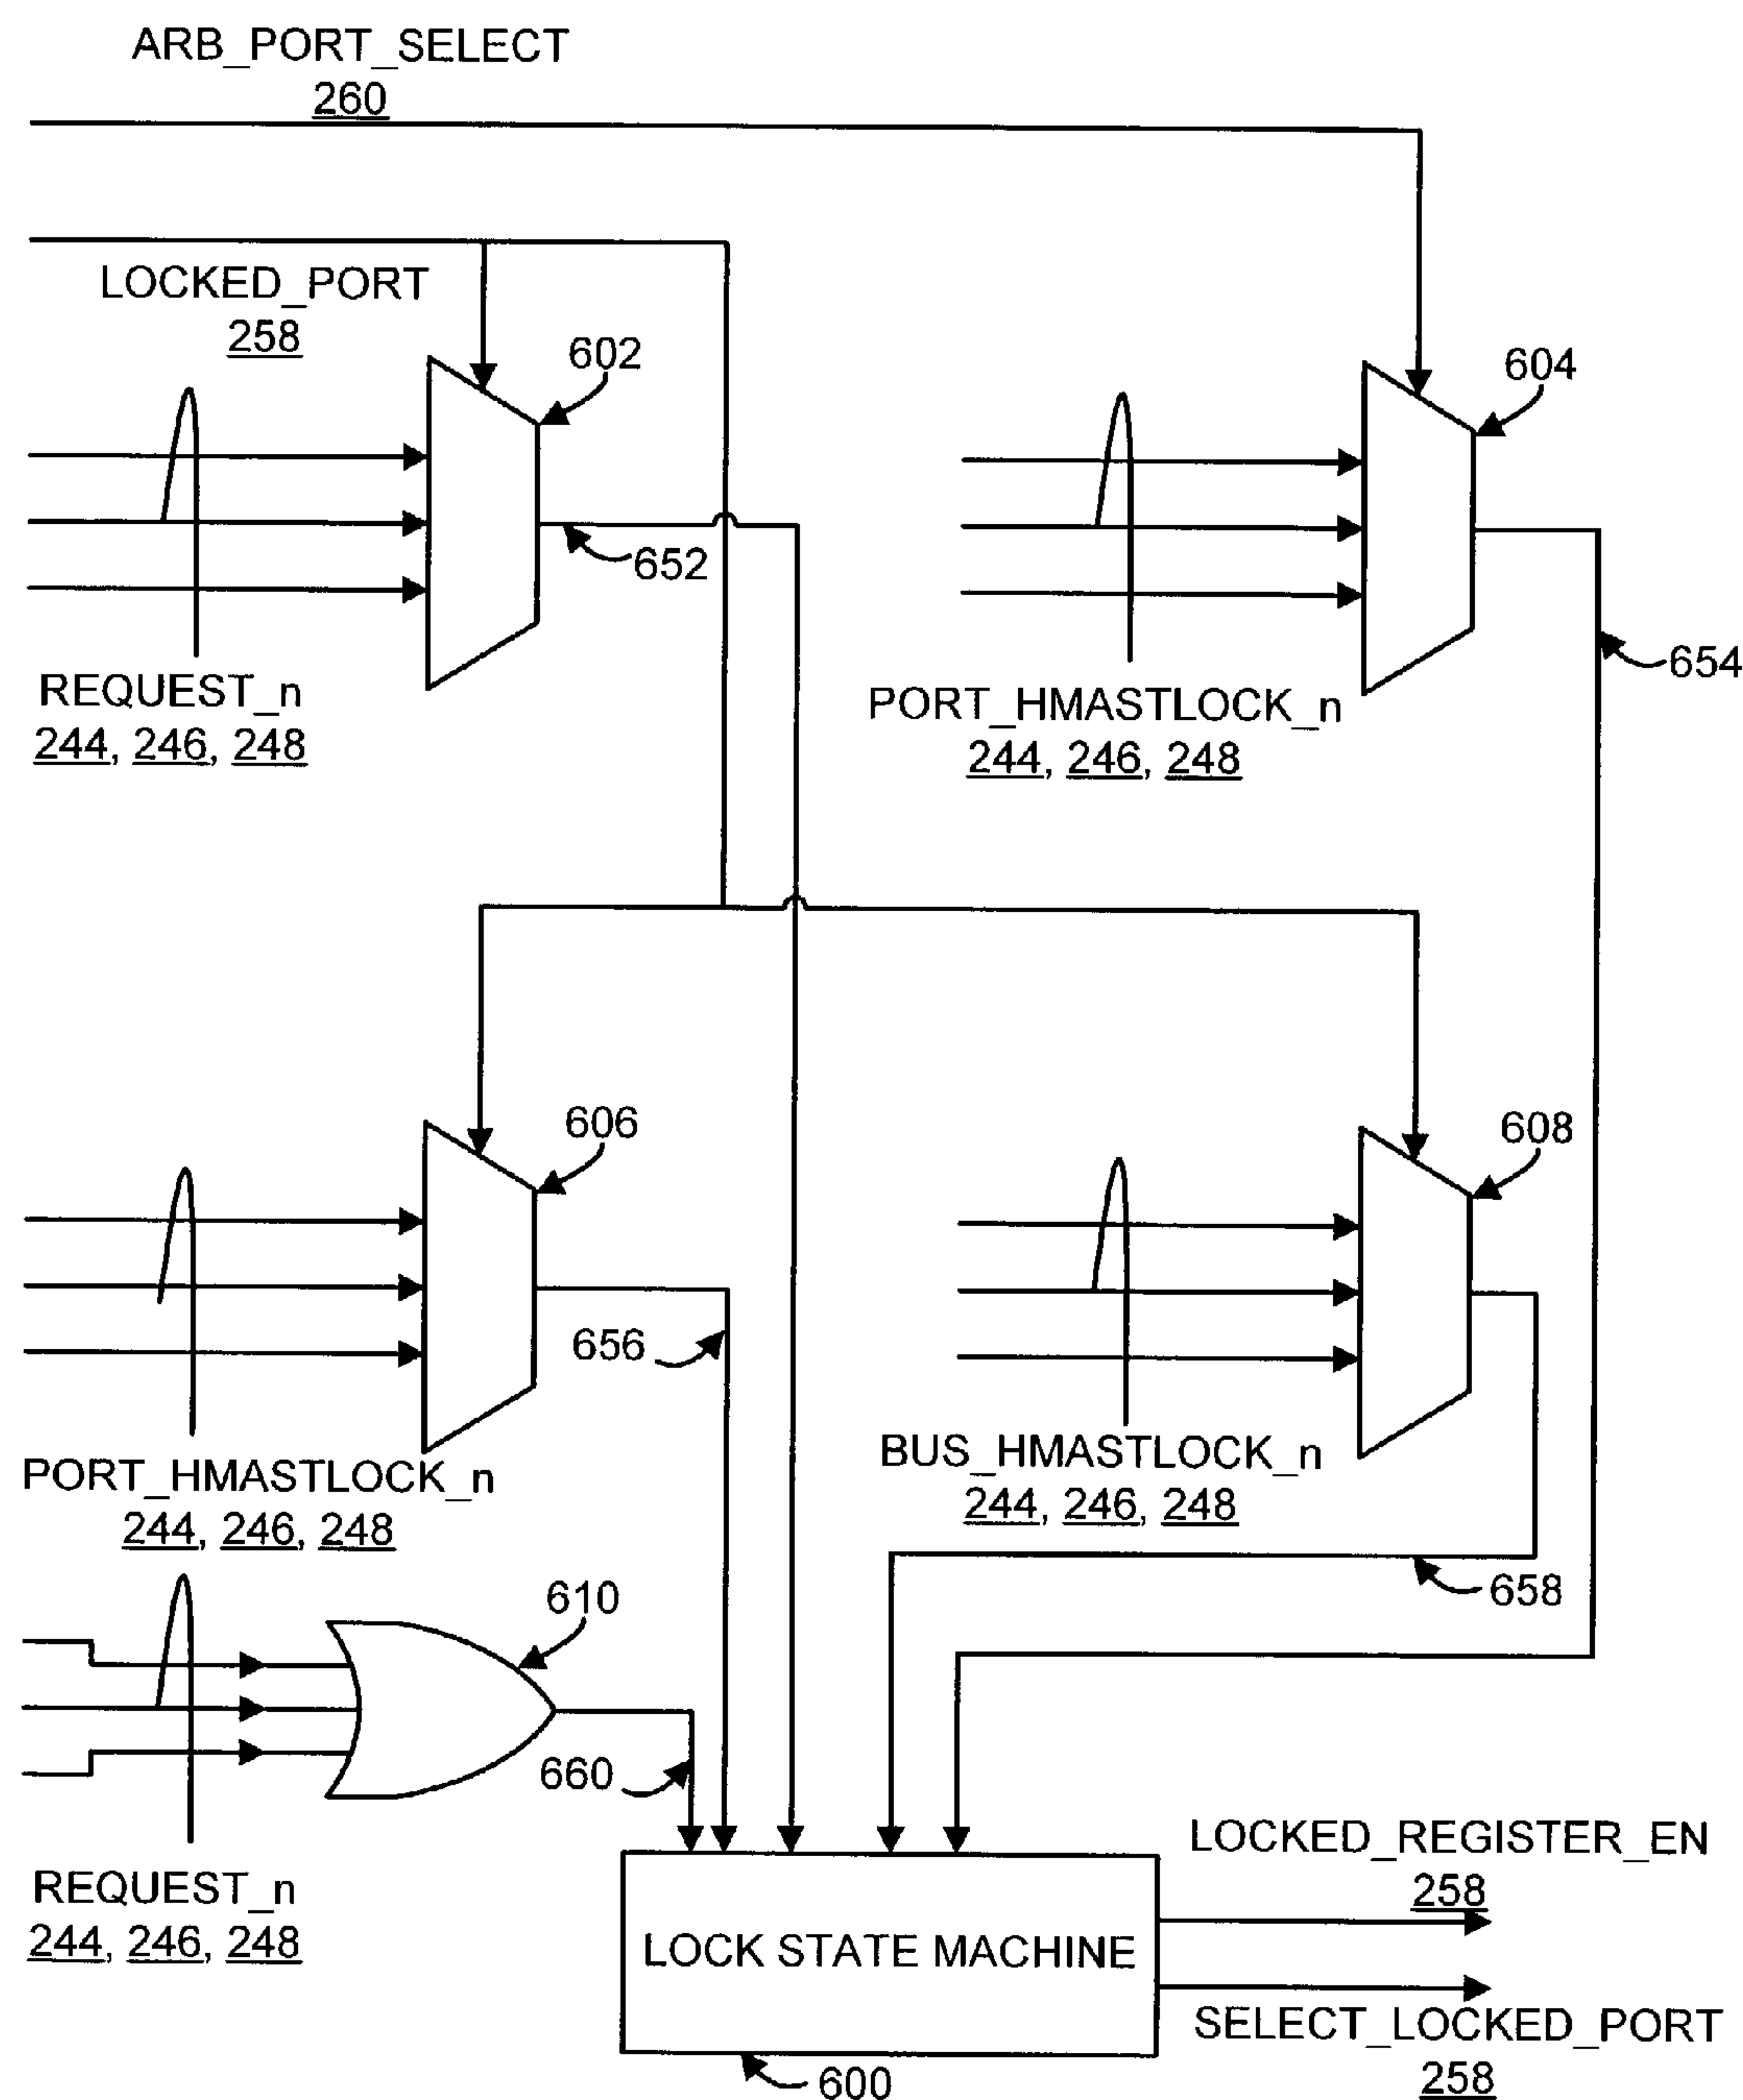 ARB_PORT_SELECT
260
LOCKED_PORT
258
602
604
652
654
REQUEST_n
244, 246, 248
PORT_HMASTLOCK_n
244, 246, 248
606
608
656
PORT_HMASTLOCK_n
244, 246, 248
BUS_HMASTLOCK_n
244, 246, 248
658
610
660
REQUEST_n
244, 246, 248
LOCK STATE MACHINE
LOCKED_REGISTER_EN
258
SELECT_LOCKED_PORT
258
600